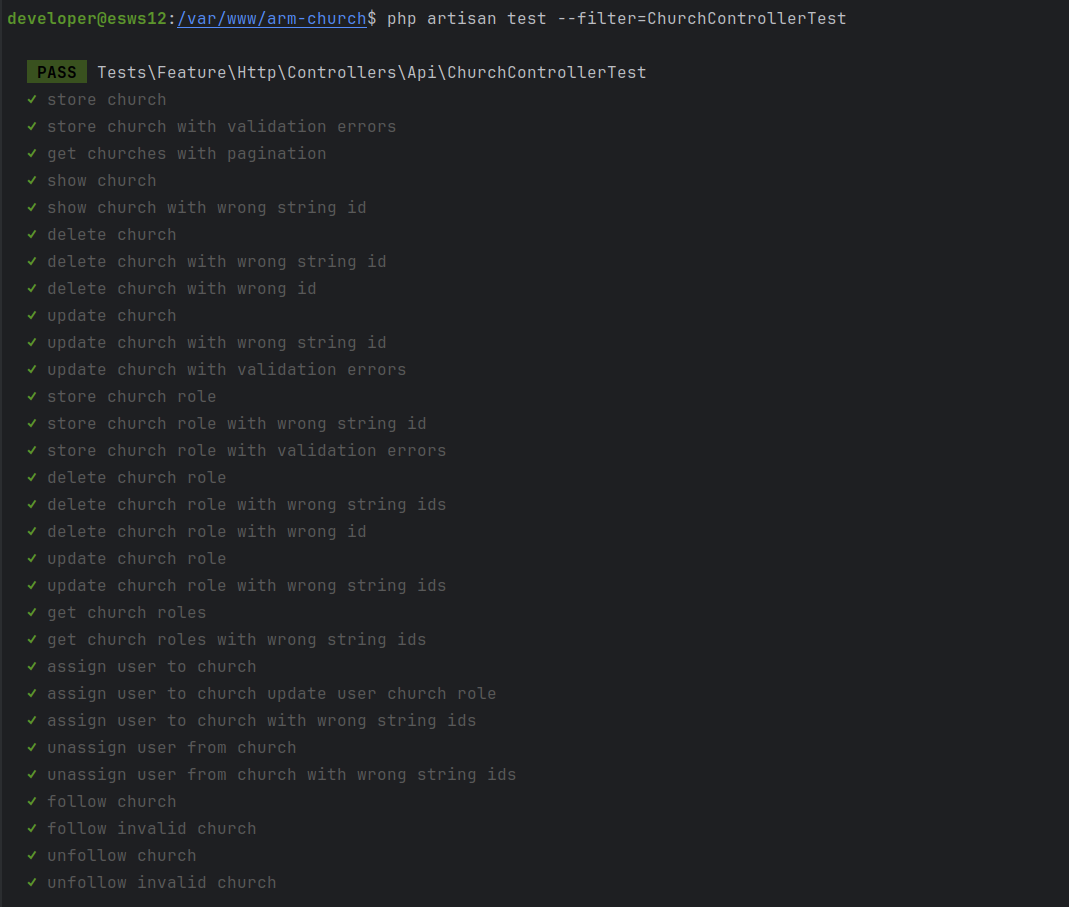 developer@esws12:/var/www/arm-church$ php artisan test --filter=ChurchControllerTest
PASS Tests\Feature\Http\Controllers\Api\ChurchControllerTest
✓ store church
✓ store church with validation errors
✓ get churches with pagination
✓ show church
✓ show church with wrong string id
✓ delete church
✓ delete church with wrong string id
✓ delete church with wrong id
✓ update church
✓ update church with wrong string id
✓ update church with validation errors
✓ store church role
✓ store church role with wrong string id
✓ store church role with validation errors
✓ delete church role
✓ delete church role with wrong string ids
✓ delete church role with wrong id
✓ update church role
✓ update church role with wrong string ids
✓ get church roles
✓ get church roles with wrong string ids
✓ assign user to church
✓ assign user to church update user church role
✓ assign user to church with wrong string ids
✓ unassign user from church
✓ unassign user from church with wrong string ids
✓ follow church
✓ follow invalid church
✓ unfollow church
✓ unfollow invalid church